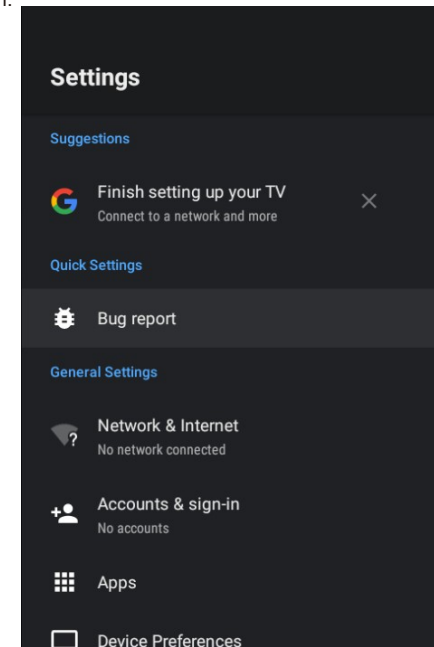 Settings
Suggestions
Finish setting up your TV
Connect to a network and more
Quick Settings
Bug report
General Settings
Network & Internet
No network connected
Accounts & sign-in
No accounts
Apps
Device Preferences